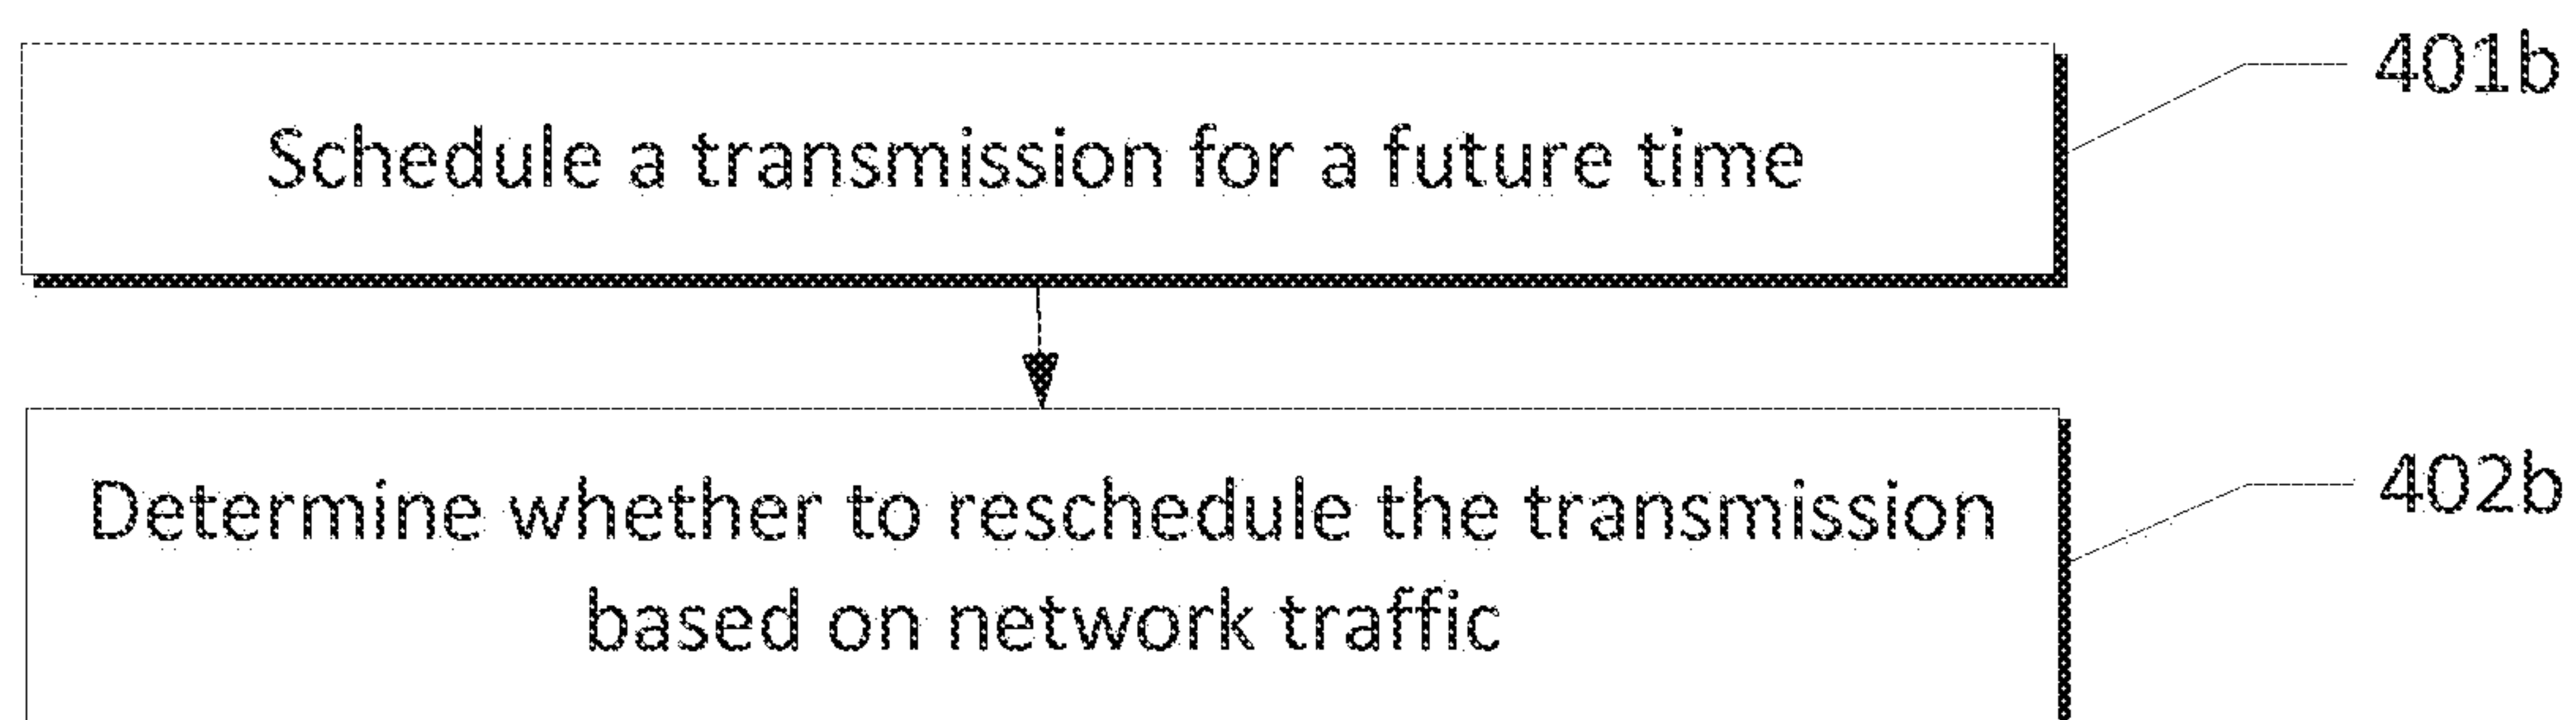 401b
Schedule a transmission for a future time
402b
Determine whether to reschedule the transmission
based on network traffic